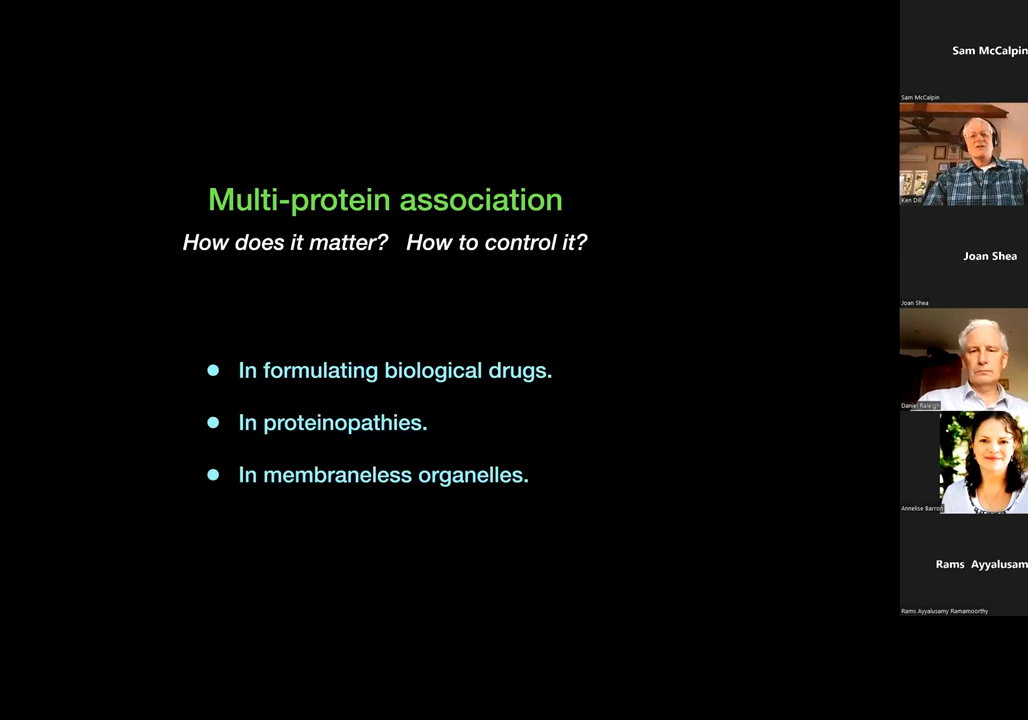 Multi-protein association
How does it matter? How to control it?
● In formulating biological drugs.
● In proteinopathies.
● In membraneless organelles.
Sam McCalpin
Sam McCalpin
Ken Dill
Joan Shea
Joan Shea
Daniel Raleigh
Annelise Barron
Rams Ayyalusam
Rams Ayyalusamy Ramamoorthy